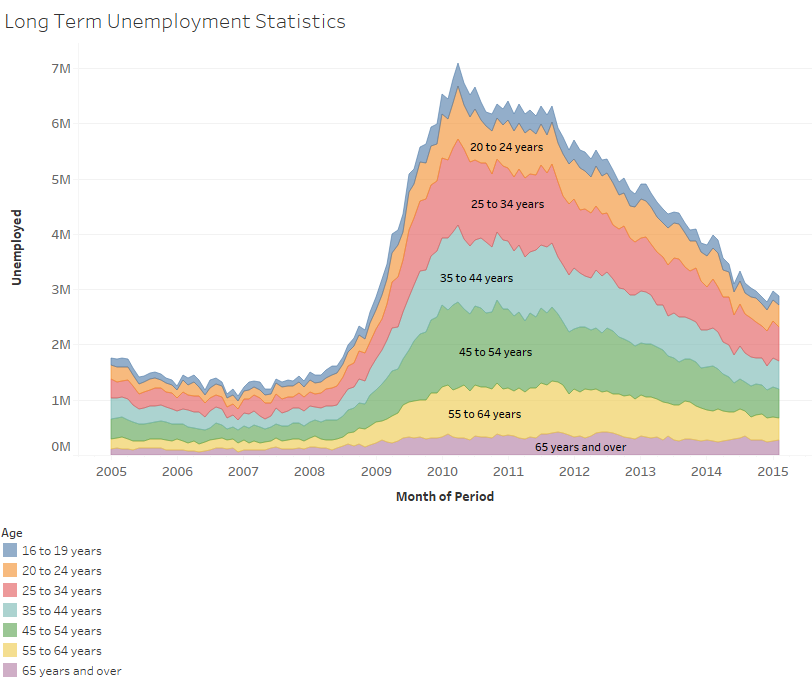 Long Term Unemployment Statistics
7M
6M
5M
4M
3M
2M
1M
0M
Unemployed
20 to 24 years
25 to 34 years
35 to 44 years
45 to 54 years
55 to 64 years
65 years and over
2005 2006 2007 2008 2009 2010 2011 2012 2013 2014 2015
Month of Period
Age
16 to 19 years
20 to 24 years
25 to 34 years
35 to 44 years
45 to 54 years
55 to 64 years
65 years and over